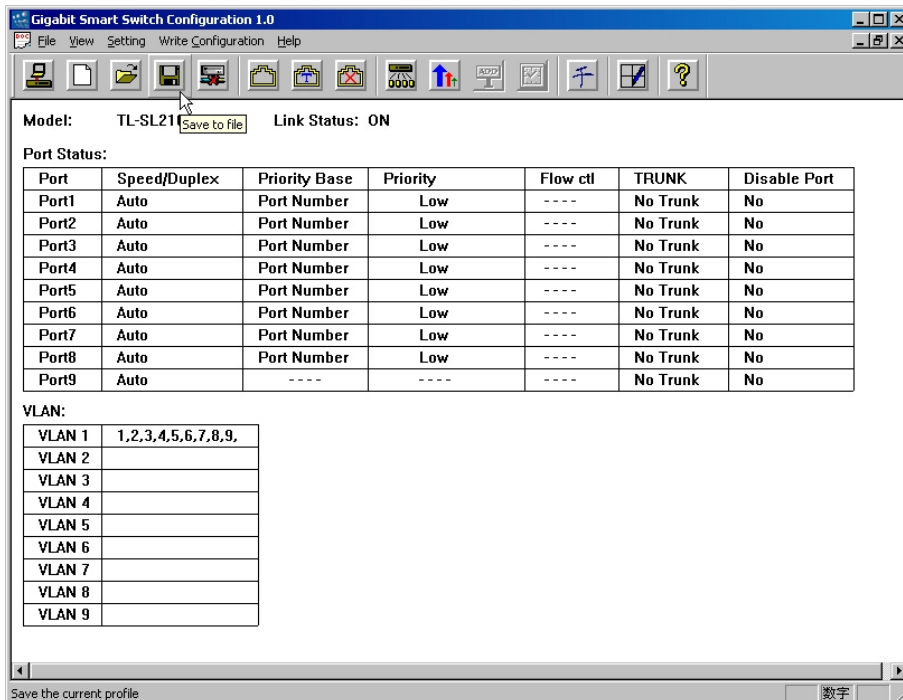 Gigabit Smart Switch Configuration 1.0
File View Setting Write Configuration Help
ADD
千
Model: Link Status: ON
Save to file
Port Status:
Port Speed/Duplex Priority Base Priority Flow ctl TRUNK Disable Port
Port1 Auto Port Number Low ---- No Trunk No
Port2 Auto Port Number Low ---- No Trunk No
Port3 Auto Port Number Low ---- No Trunk No
Port4 Auto Port Number Low ---- No Trunk No
Port5 Auto Port Number Low ---- No Trunk No
Port6 Auto Port Number Low ---- No Trunk No
Port7 Auto Port Number Low ---- No Trunk No
Port8 Auto Port Number Low ---- No Trunk No
Port9 Auto ---- ---- ---- No Trunk No
VLAN:
VLAN 1 1,2,3,4,5,6,7,8,9,
VLAN 2
VLAN 3
VLAN 4
VLAN 5
VLAN 6
VLAN 7
VLAN 8
VLAN 9
Save the current profile 数字